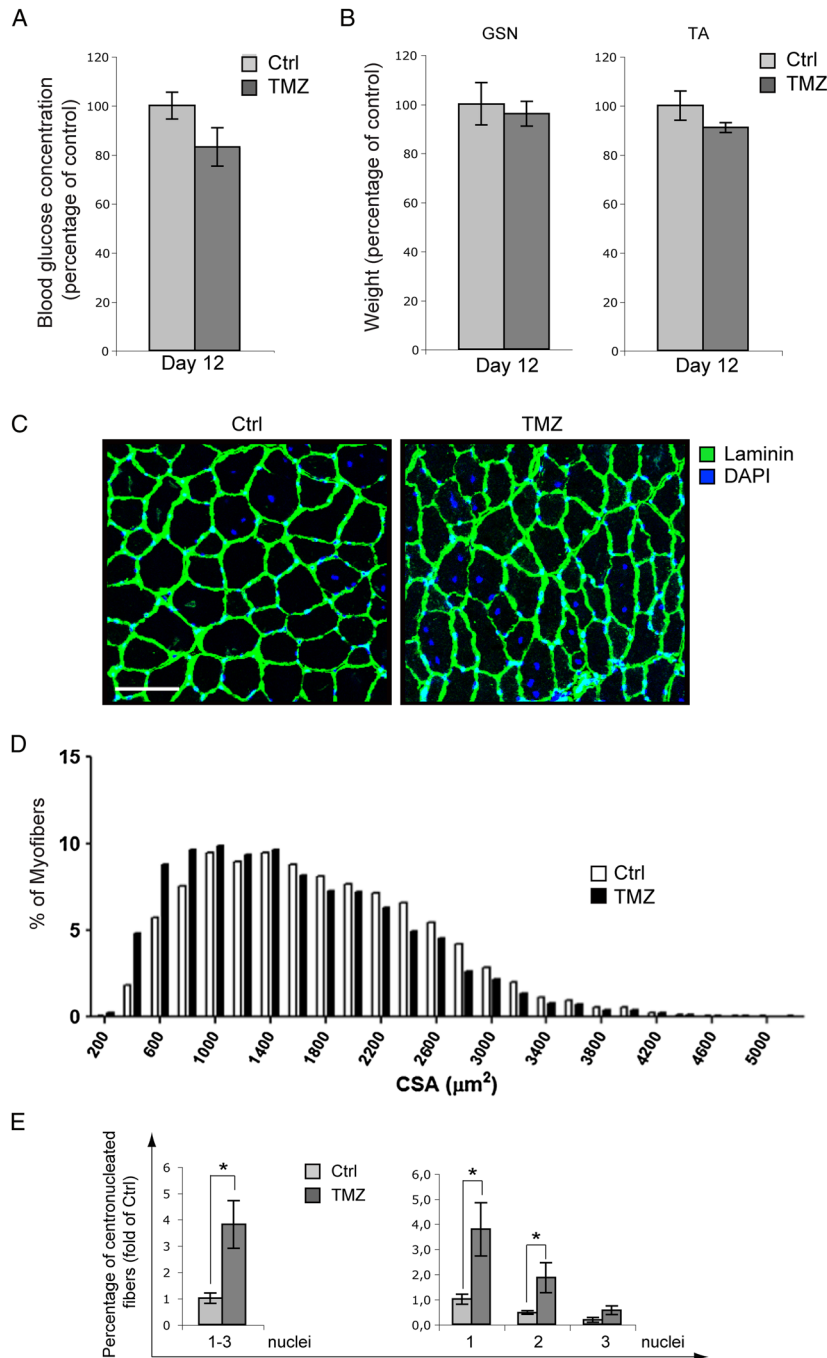 A
Blood glucose concentration
(percentage of control)
120
100
80
60
40
20
0
Ctrl
TMZ
Day 12
B
GSN
TA
Weight (percentage of control)
120
100
80
60
40
20
0
Day 12
120
100
80
60
40
20
0
Ctrl
TMZ
Day 12
C
Ctrl
TMZ
Laminin
DAPI
D
% of Myofibers
15
10
5
0
Ctrl
TMZ
200
600
1000
1400
1800
2200
2600
3000
3400
3800
4200
4600
5000
CSA (μm²)
E
Percentage of centronucleated
fibers (fold of Ctrl)
6
5
4
3
2
1
0
*
Ctrl
TMZ
1-3 nuclei
6,0
5,0
4,0
3,0
2,0
1,0
0
*
*
1 2 3 nuclei